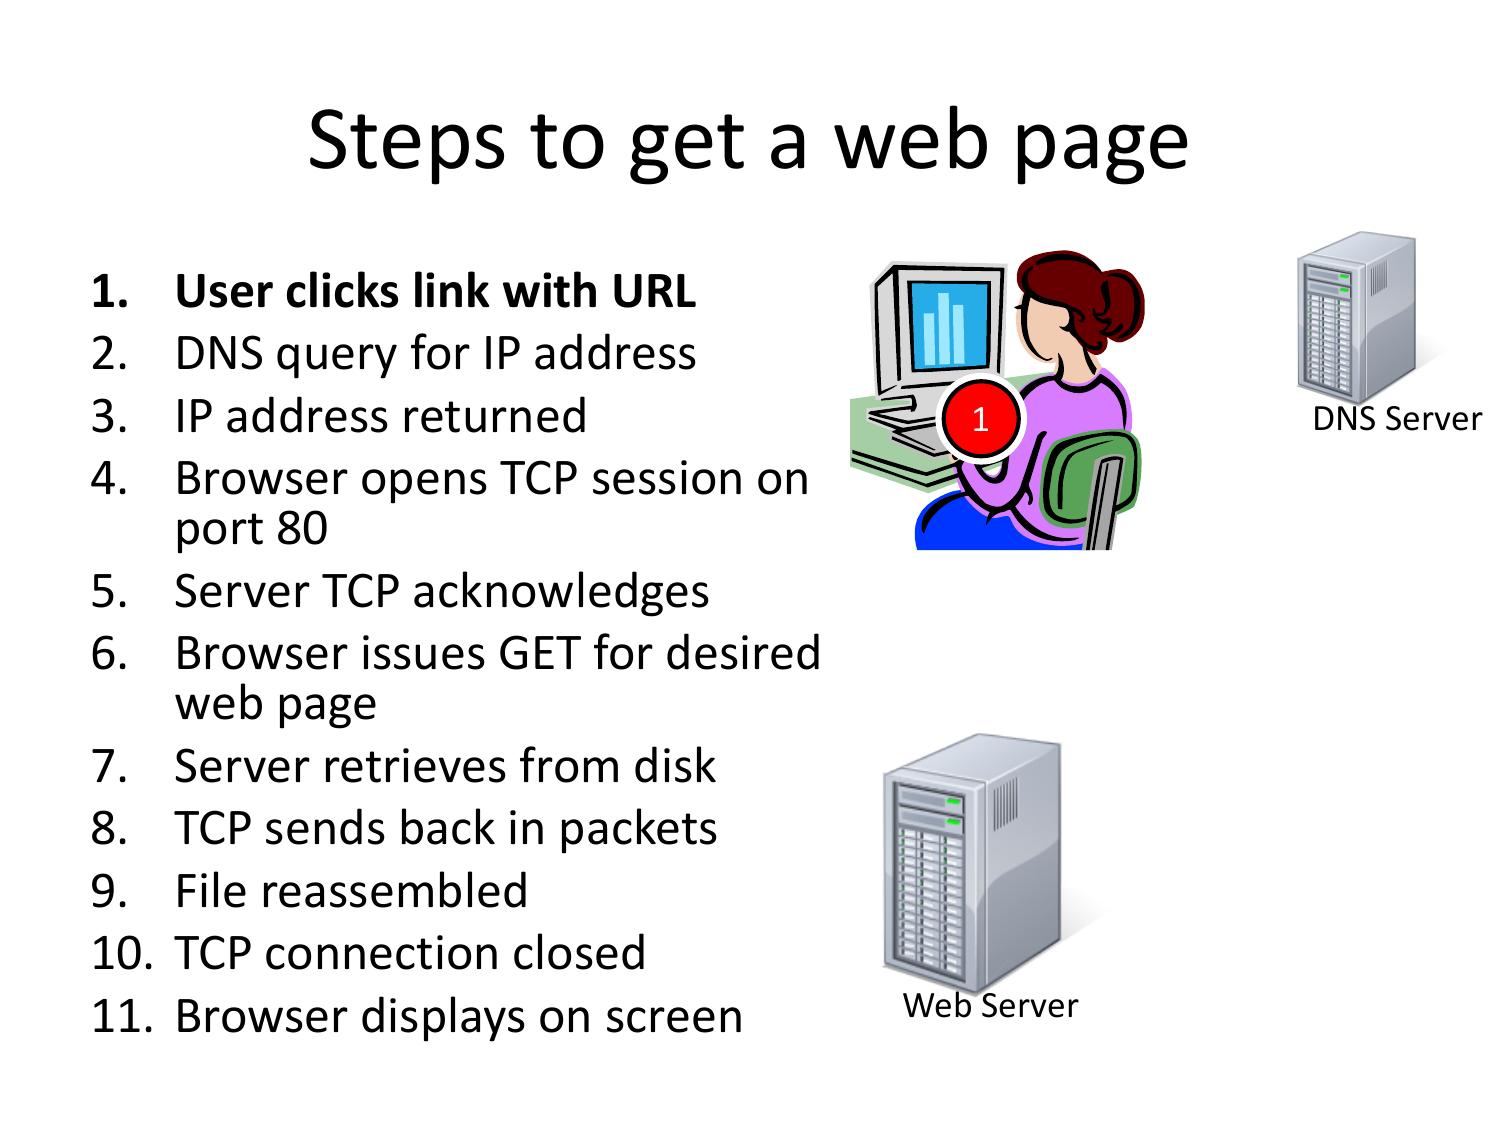 Steps to get a web page
1. User clicks link with URL
2. DNS query for IP address
3. IP address returned
4. Browser opens TCP session on
port 80
5. Server TCP acknowledges
6. Browser issues GET for desired
web page
7. Server retrieves from disk
8. TCP sends back in packets
9. File reassembled
10. TCP connection closed
11. Browser displays on screen
1
DNS Server
Web Server